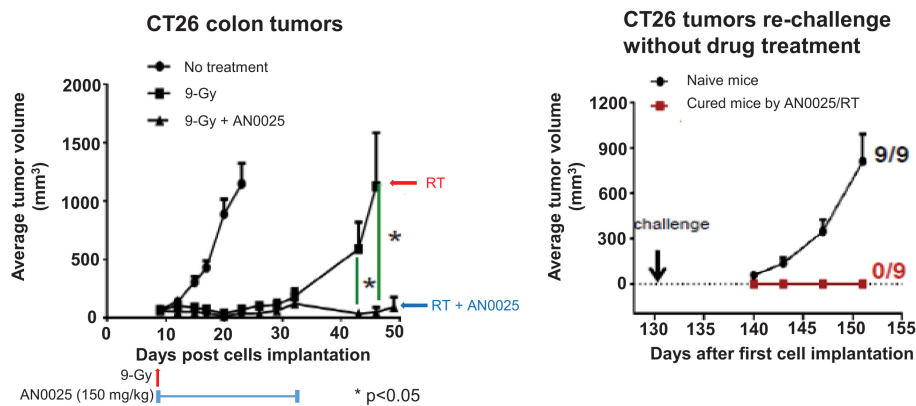 CT26 colon tumors
No treatment
9-Gy
9-Gy + AN0025
Average tumor volume
(mm³)
2000
1500
1000
500
0
RT
*
*
RT + AN0025
0
10
20
30
40
50
Days post cells implantation
9-Gy
AN0025 (150 mg/kg)
* p<0.05
CT26 tumors re-challenge
without drug treatment
Naive mice
Cured mice by AN0025/RT
Average tumor volume
(mm³)
1200
900
600
300
0
challenge
9/9
0/9
130
135
140
145
150
155
Days after first cell implantation